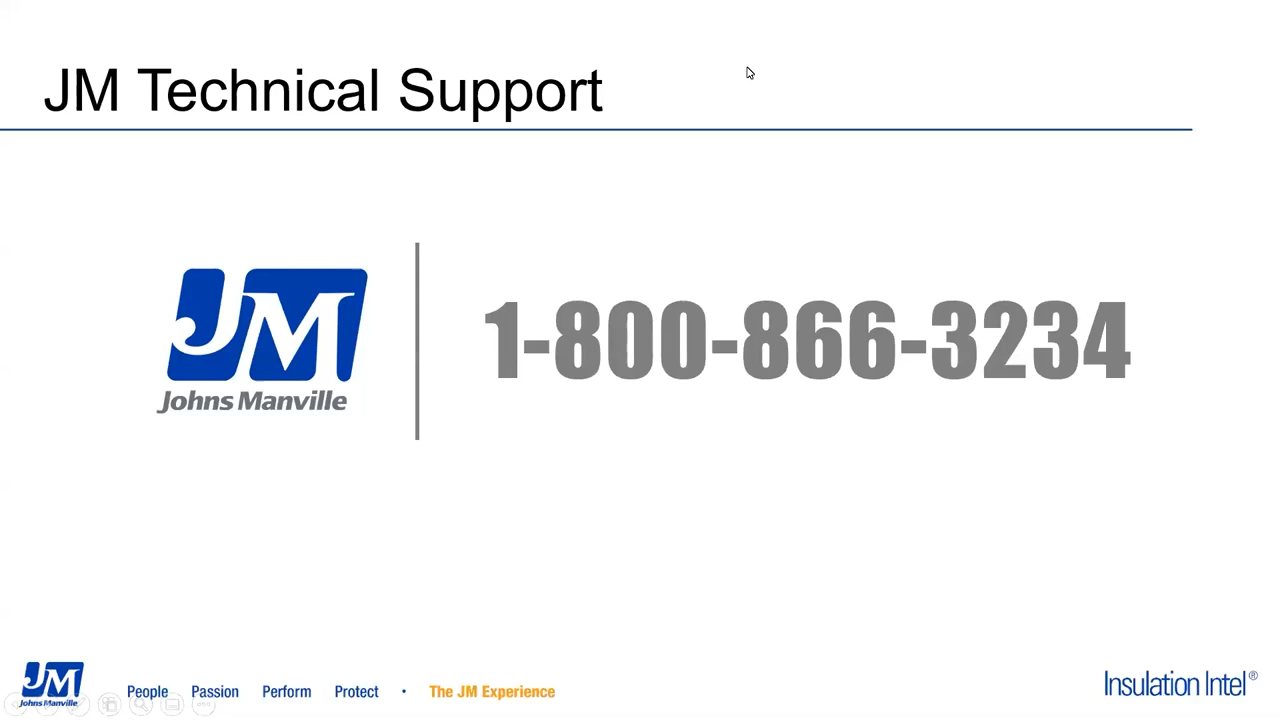 JM Technical Support
JM
Johns Manville
1-800-866-3234
JM
Johns Manville
People Passion Perform Protect • The JM Experience
Insulation Intel®